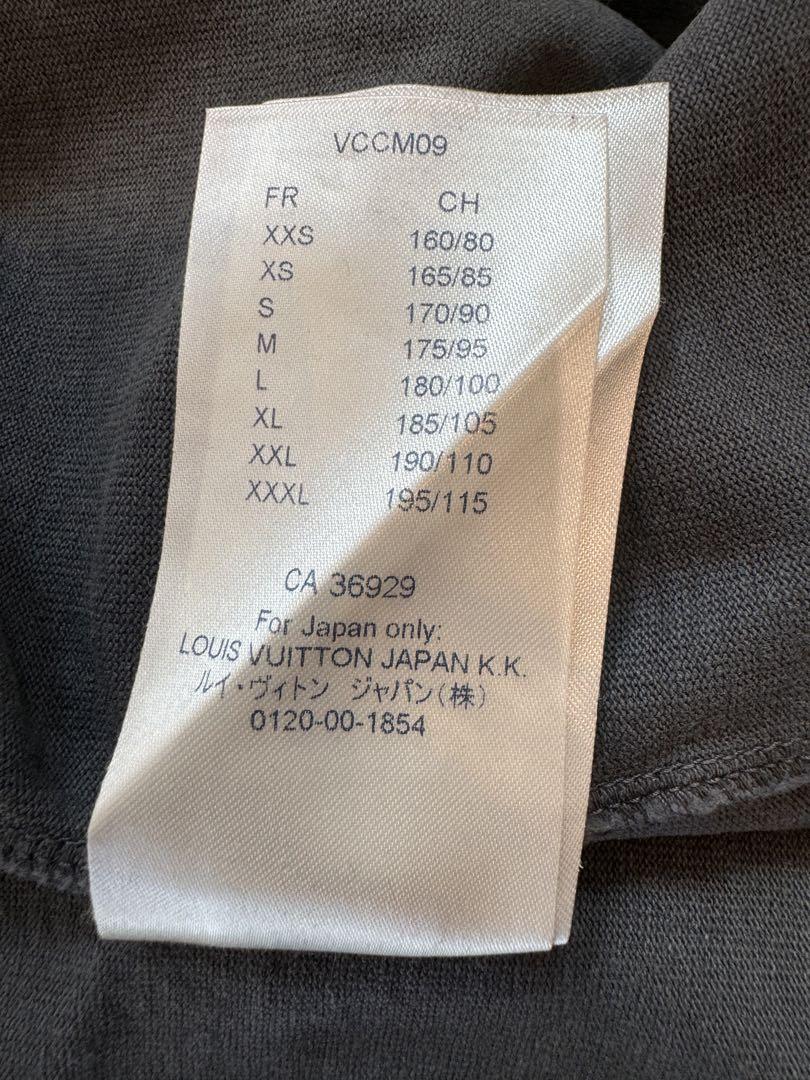 VCCM09
FR CH
XXS 160/80
XS 165/85
S 170/90
M 175/95
L 180/100
XL 185/105
XXL 190/110
XXXL 195/115
CA 36929
For Japan only:
LOUIS VUITTON JAPAN K.K.
ルイ・ヴィトン ジャパン(株)
0120-00-1854